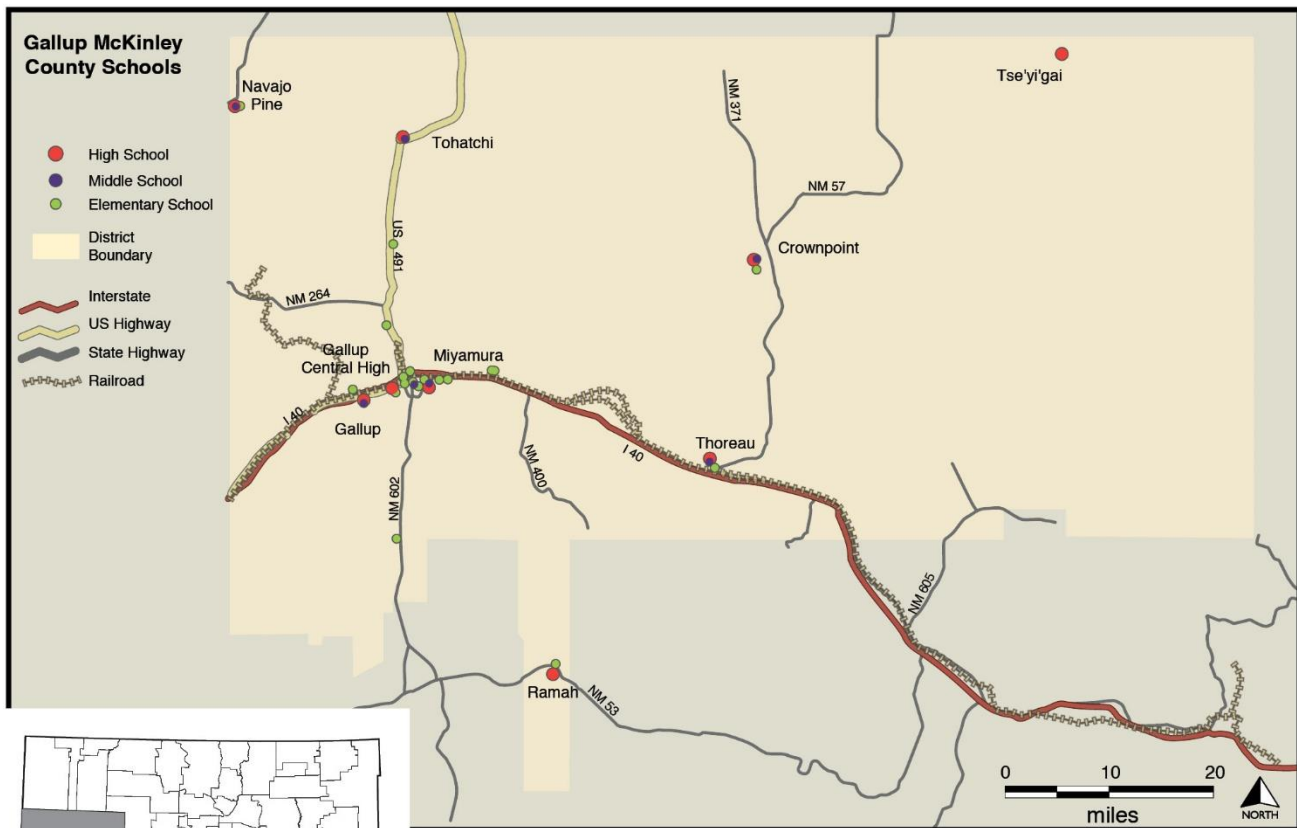 Gallup McKinley
County Schools
High School
Middle School
Elementary School
District
Boundary
Interstate
US Highway
State Highway
Railroad
Navajo
Pine
Tohatchi
Tse'yi'gai
NM 371
NM 57
US 491
Crownpoint
NM 264
Gallup
Central High
Miyamura
I 40
Gallup
Thoreau
I 40
NM 400
NM 602
NM 605
Ramah
NM 53
0 10 20
miles
NORTH